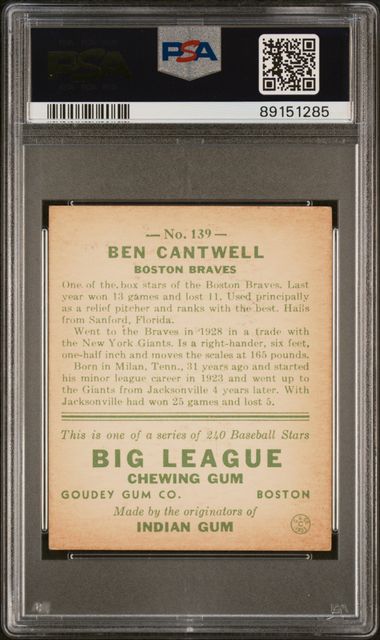 PSA
PSA
89151285
— No. 139 —
BEN CANTWELL
BOSTON BRAVES
One of the box stars of the Boston Braves. Last
year won 13 games and lost 11. Used principally
as a relief pitcher and ranks with the best. Hails
from Sanford, Florida.
Went to the Braves in 1928 in a trade with
the New York Giants. Is a right-hander, six feet,
one-half inch and moves the scales at 165 pounds.
Born in Milan, Tenn., 31 years ago and started
his minor league career in 1923 and went up to
the Giants from Jacksonville 4 years later. With
Jacksonville had won 25 games and lost 5.
This is one of a series of 240 Baseball Stars
BIG LEAGUE
CHEWING GUM
GOUDEY GUM CO. BOSTON
Made by the originators of
INDIAN GUM